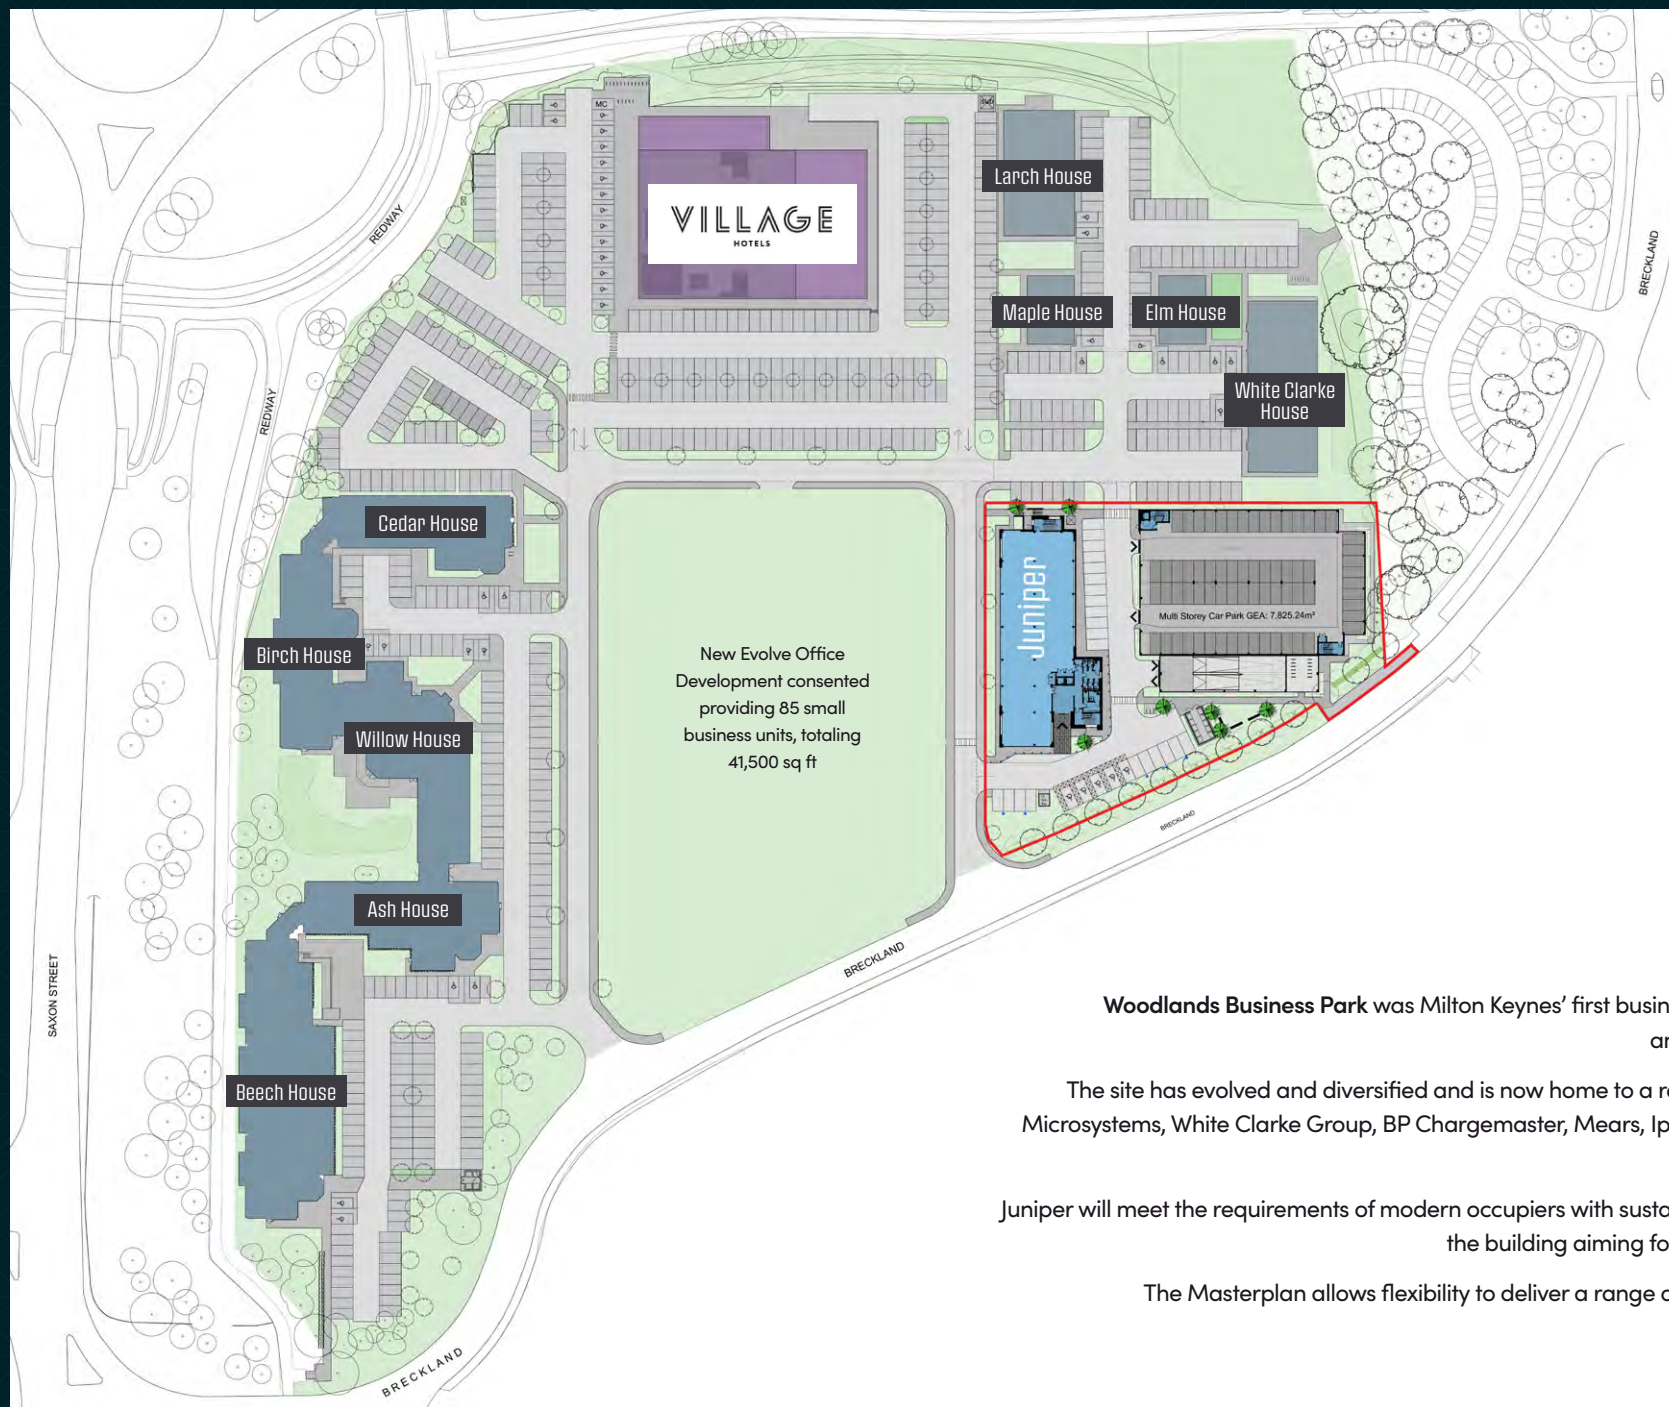 MC
SUB
REDWAY
VILLAGE
HOTELS
Larch House
BRECKLAND
Maple House
Elm House
White Clarke
House
REDWAY
Cedar House
Juniper
Multi Storey Car Park GEA: 7,825.24m²
Birch House
New Evolve Office
Development consented
providing 85 small
business units, totaling
41,500 sq ft
Willow House
BRECKLAND
Ash House
BRECKLAND
SAXON STREET
Beech House
BRECKLAND
Woodlands Business Park was Milton Keynes’ first busin
ar
The site has evolved and diversified and is now home to a r
Microsystems, White Clarke Group, BP Chargemaster, Mears, Ip
Juniper will meet the requirements of modern occupiers with susta
the building aiming fo
The Masterplan allows flexibility to deliver a range o